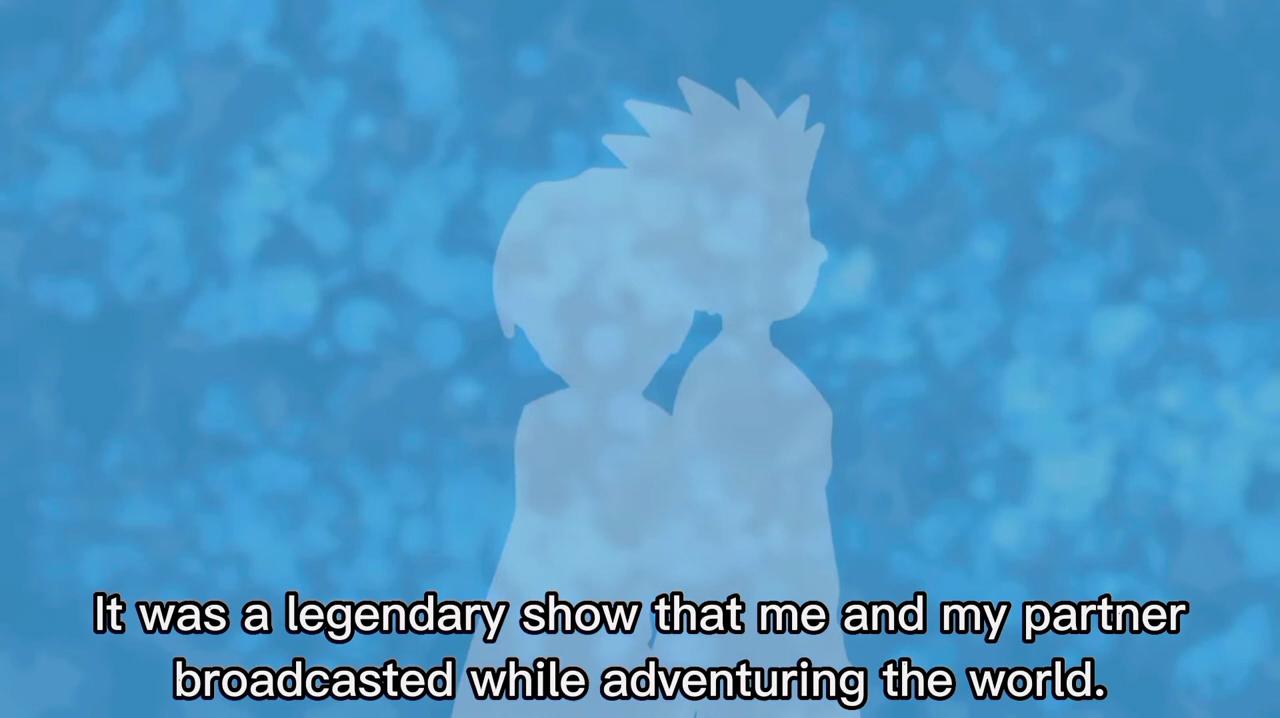 It was a legendary show that me and my partner
broadcasted while adventuring the world.